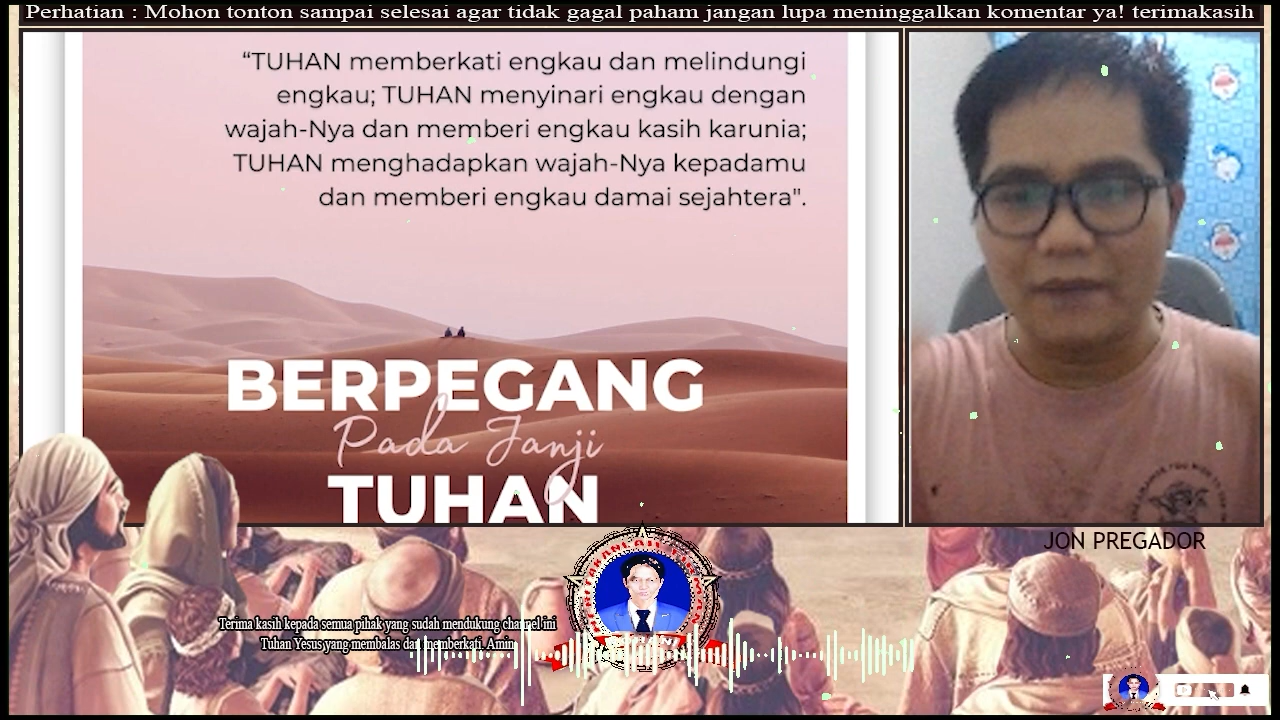 Perhatian : Mohon tonton sampai selesai agar tidak gagal paham jangan lupa meninggalkan komentar ya! terimakasih
“TUHAN memberkati engkau dan melindungi
engkau; TUHAN menyinari engkau dengan
wajah-Nya dan memberi engkau kasih karunia;
TUHAN menghadapkan wajah-Nya kepadamu
dan memberi engkau damai sejahtera".
BERPEGANG
Pada Janji
TUHAN
JON PREGADOR
Terima kasih kepada semua pihak yang sudah mendukung channel ini
Tuhan Yesus yang membalas dan memberkati. Amin